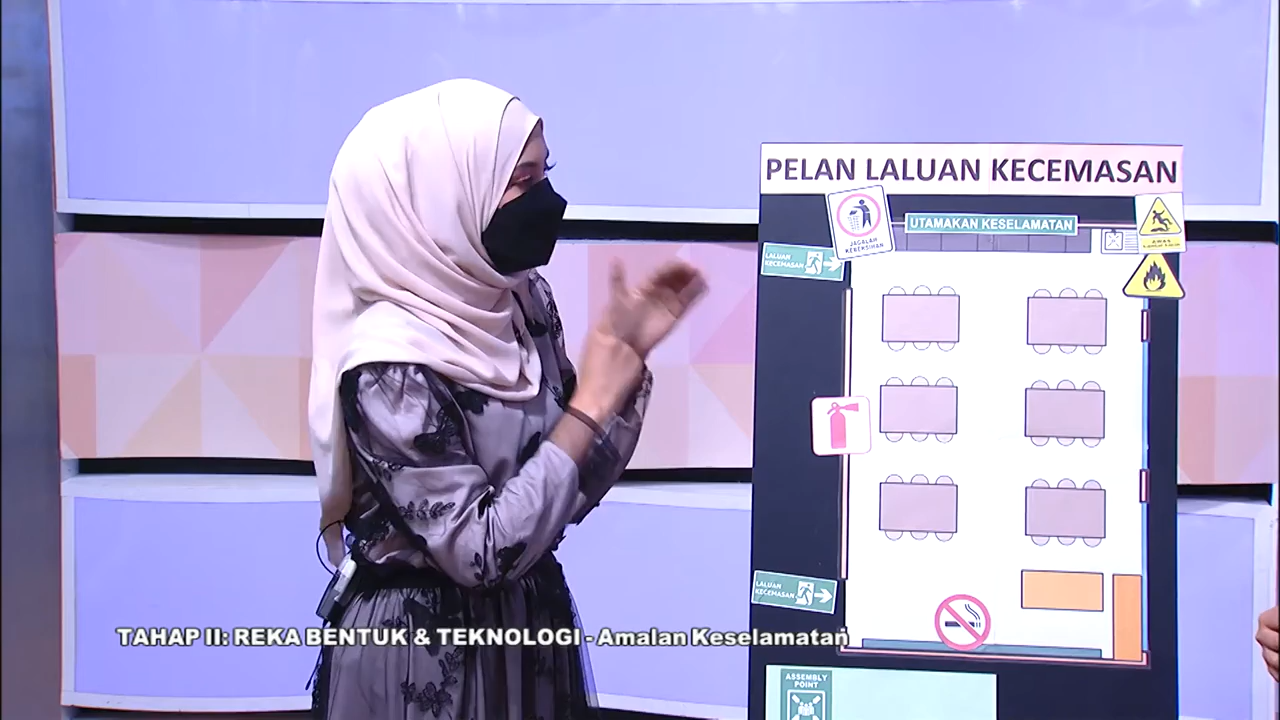 PELAN LALUAN KECEMASAN
JAGALAH
KEBERSIHAN
UTAMAKAN KESELAMATAN
AWAS
LALUAN
KECEMASAN
LALUAN
KECEMASAN
TAHAP II: REKA BENTUK & TEKNOLOGI - Amalan Keselamatan
ASSEMBLY
POINT